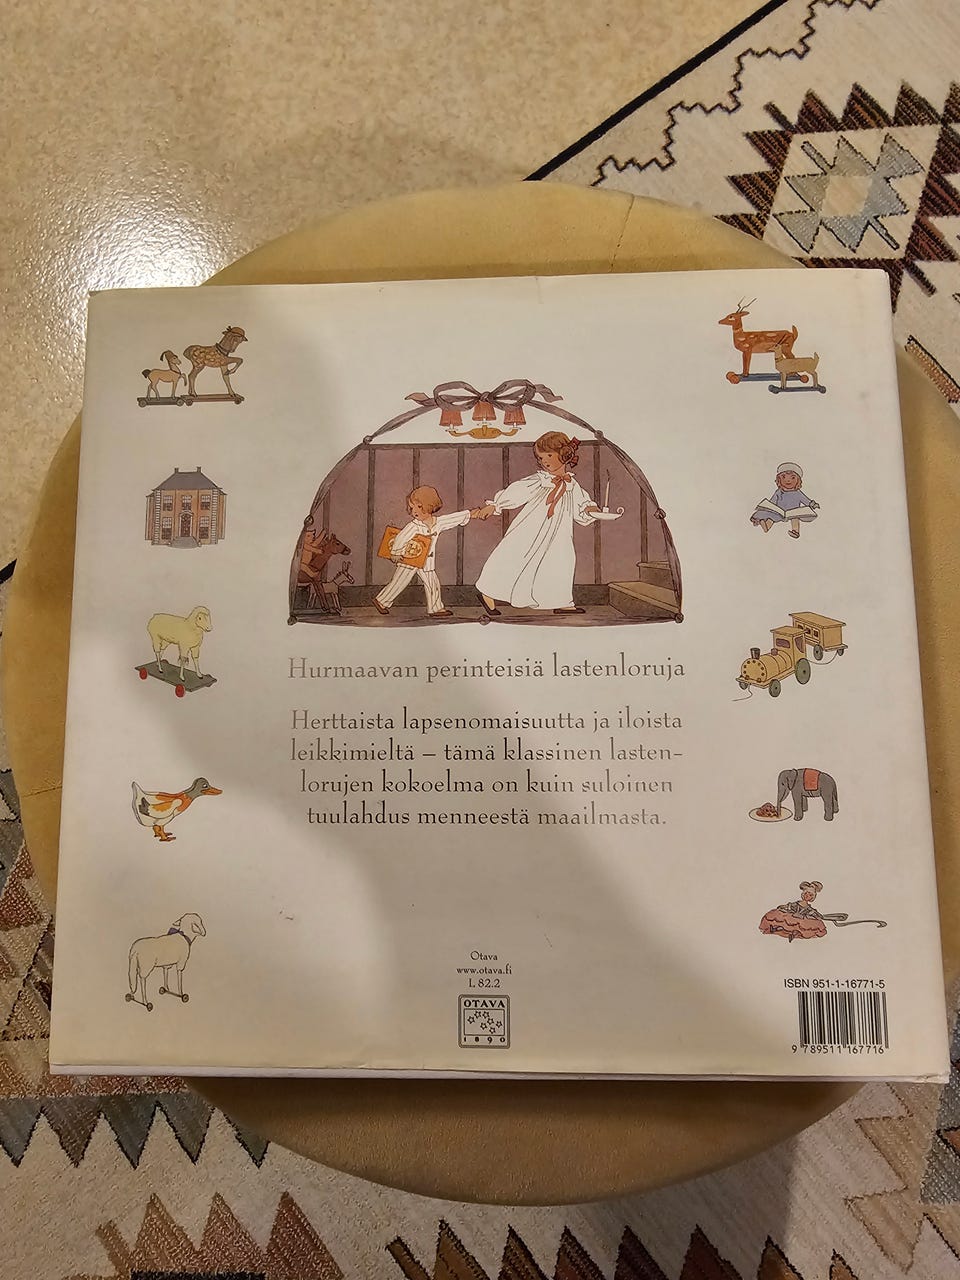 Hurmaavan perinteisiä lastenloruja
Herttaista lapsenomaisuutta ja iloista
leikkimieltä – tämä klassinen lasten-
lorujen kokoelma on kuin suloinen
tuulahdus menneestä maailmasta.
Otava
www.otava.fi
L 82.2
OTAVA
1890
ISBN 951-1-16771-5
9 789511 167716